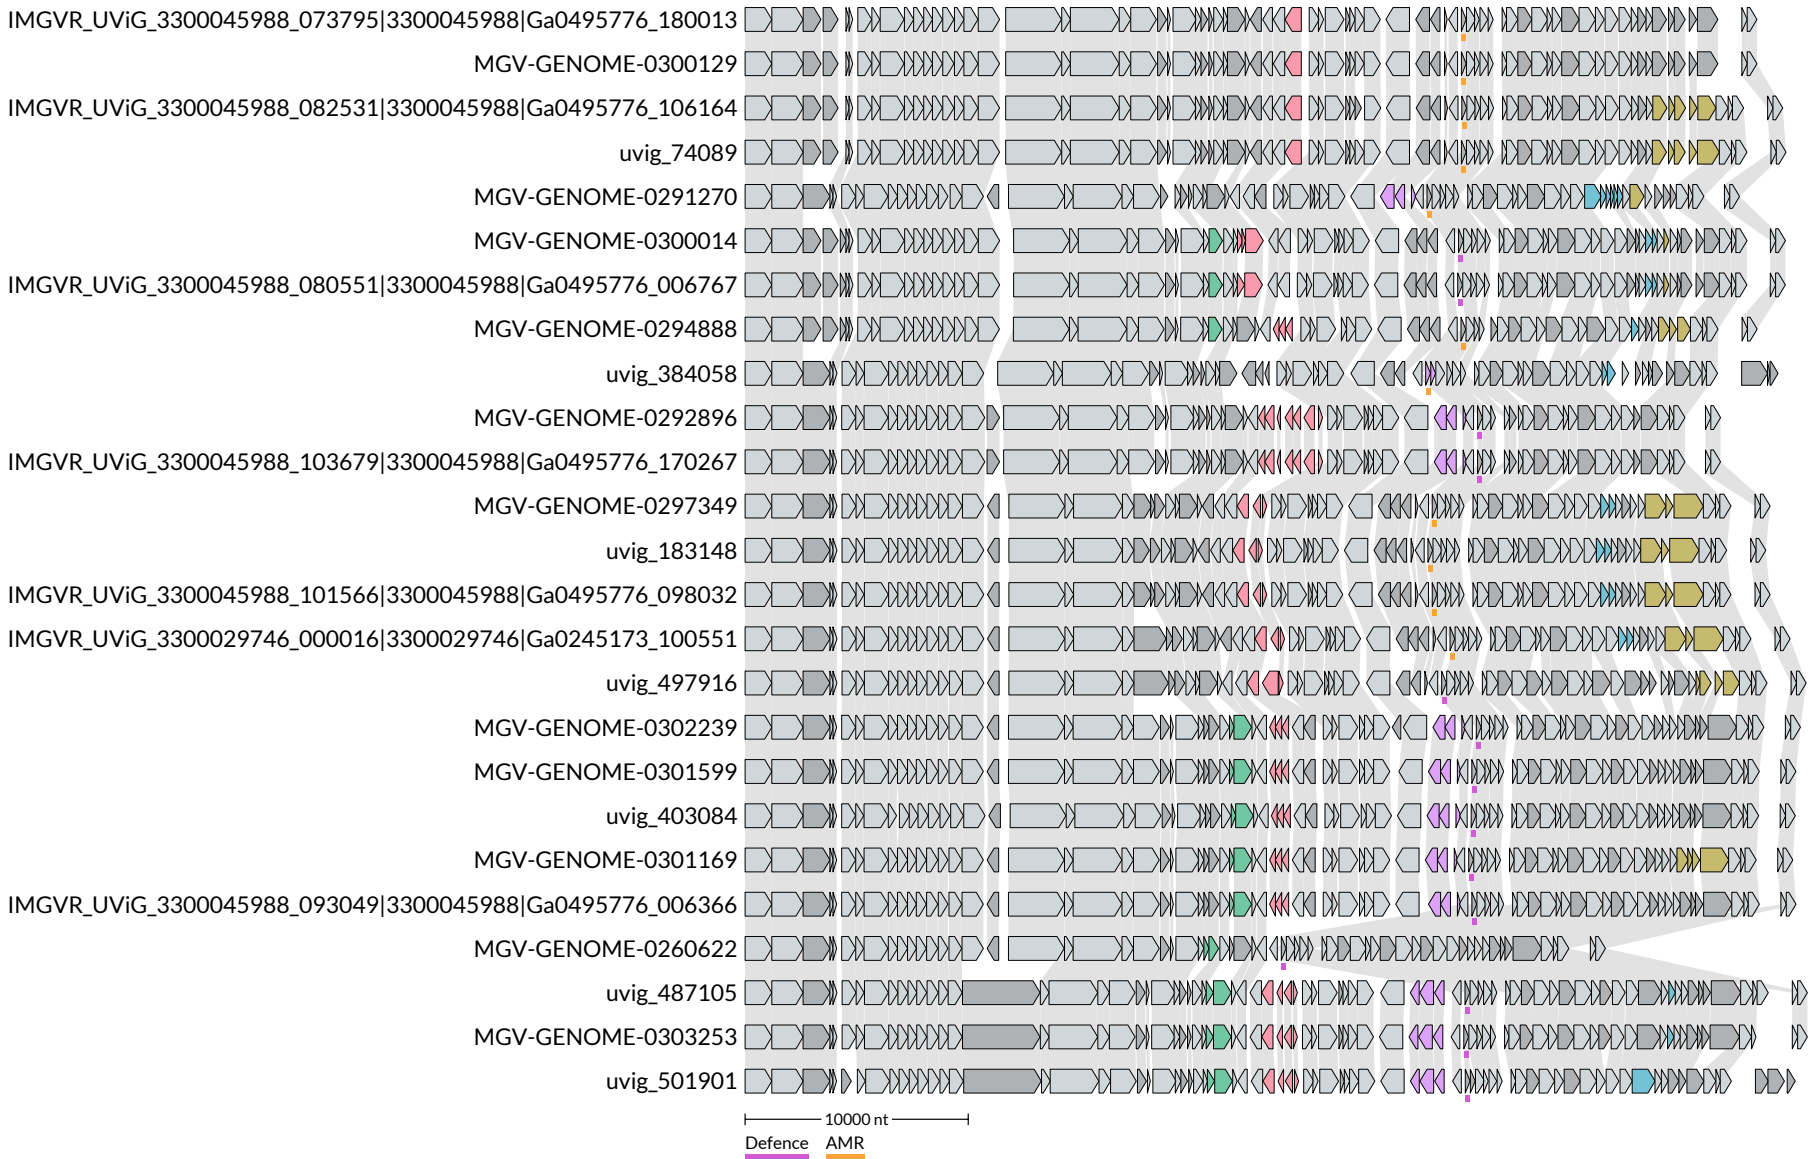 IMGVR_UViG_3300045988_073795|3300045988|Ga0495776_180013
MGV-GENOME-0300129
IMGVR_UViG_3300045988_082531|3300045988|Ga0495776_106164
uvig_74089
MGV-GENOME-0291270
MGV-GENOME-0300014
IMGVR_UViG_3300045988_080551|3300045988|Ga0495776_006767
MGV-GENOME-0294888
uvig_384058
MGV-GENOME-0292896
IMGVR_UViG_3300045988_103679|3300045988|Ga0495776_170267
MGV-GENOME-0297349
uvig_183148
IMGVR_UViG_3300045988_101566|3300045988|Ga0495776_098032
IMGVR_UViG_3300029746_000016|3300029746|Ga0245173_100551
uvig_497916
MGV-GENOME-0302239
MGV-GENOME-0301599
uvig_403084
MGV-GENOME-0301169
IMGVR_UViG_3300045988_093049|3300045988|Ga0495776_006366
MGV-GENOME-0260622
uvig_487105
MGV-GENOME-0303253
uvig_501901
10000 nt
Defence AMR